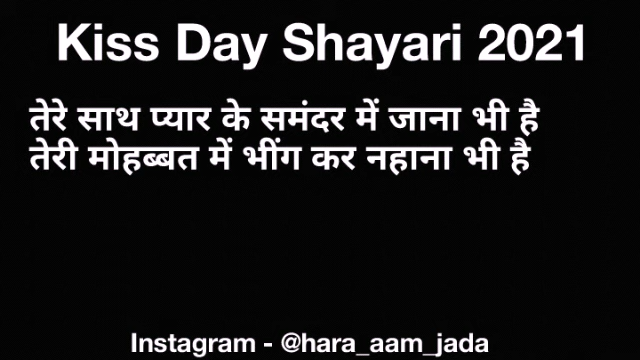 Kiss Day Shayari 2021
तेरे साथ प्यार के समंदर में जाना भी है
तेरी मोहब्बत में भींग कर नहाना भी है
Instagram - @hara_aam_jada